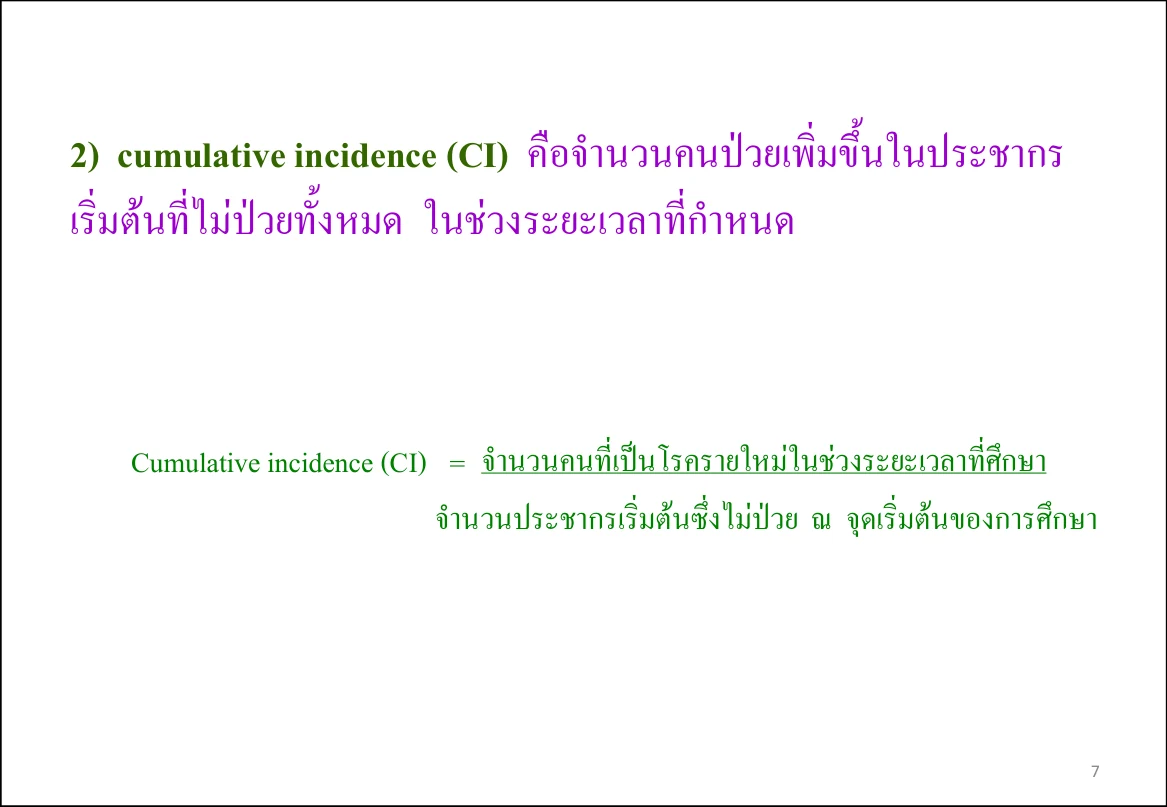 2) cumulative incidence (CI) คือจำนวนคนป่วยเพิ่มขึ้นในประชากร
เริ่มต้นที่ไม่ป่วยทั้งหมด ในช่วงระยะเวลาที่กำหนด
Cumulative incidence (CI) = จำนวนคนที่เป็นโรครายใหม่ในช่วงระยะเวลาที่ศึกษา
จำนวนประชากรเริ่มต้นซึ่งไม่ป่วย ณ จุดเริ่มต้นของการศึกษา
7